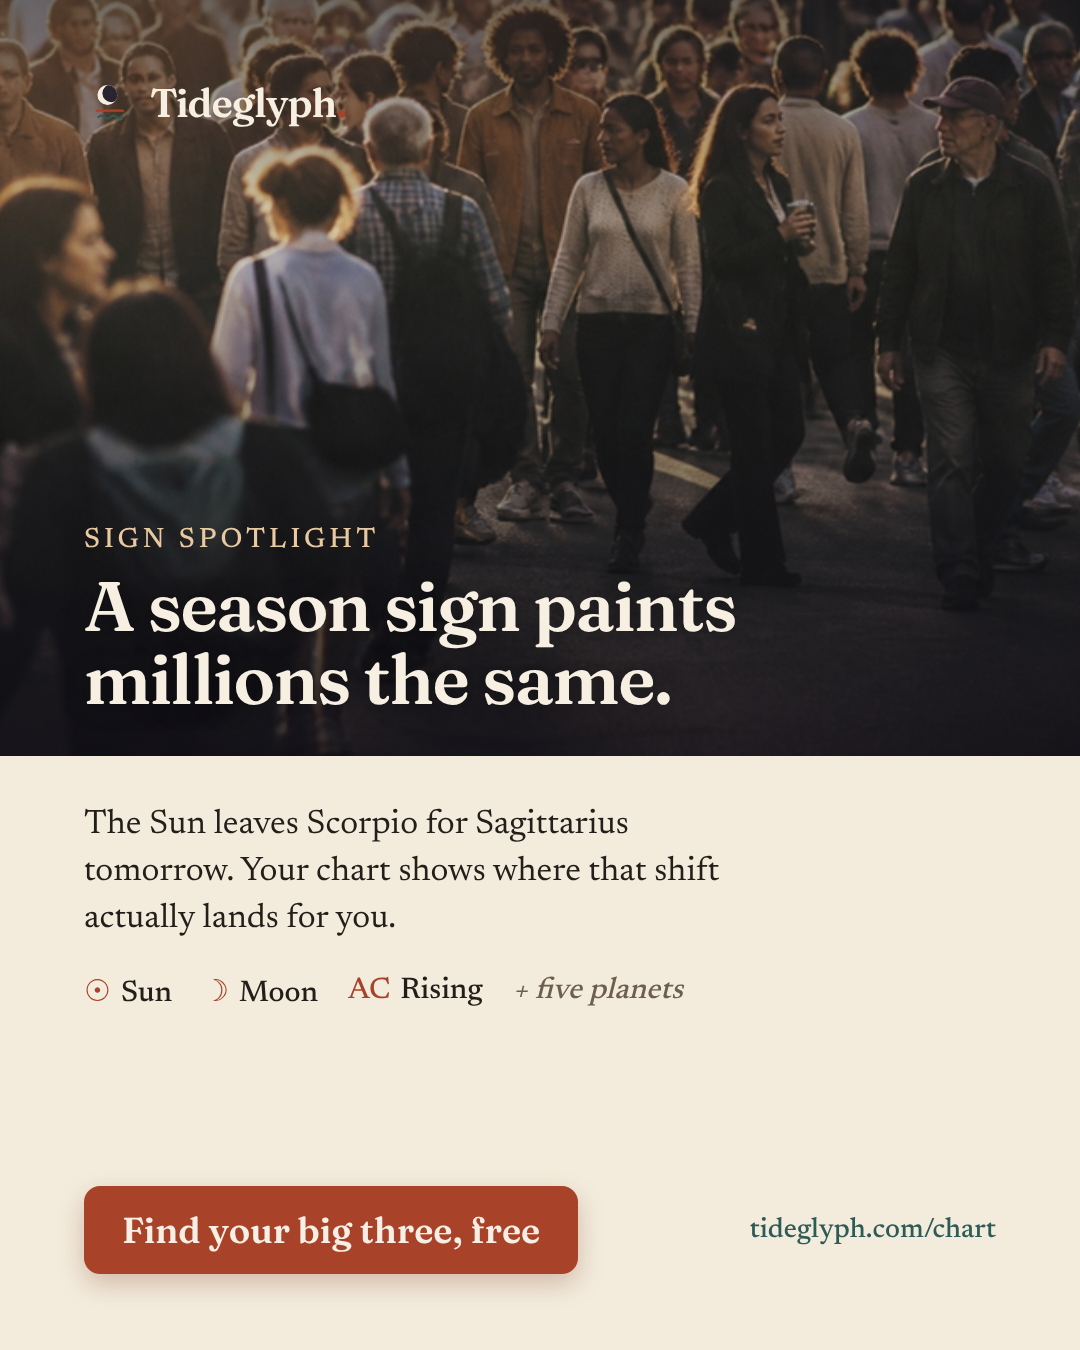 Tideglyph.
SIGN SPOTLIGHT
A season sign paints
millions the same.
The Sun leaves Scorpio for Sagittarius
tomorrow. Your chart shows where that shift
actually lands for you.
☉ Sun ☽ Moon AC Rising + five planets
Find your big three, free
tideglyph.com/chart